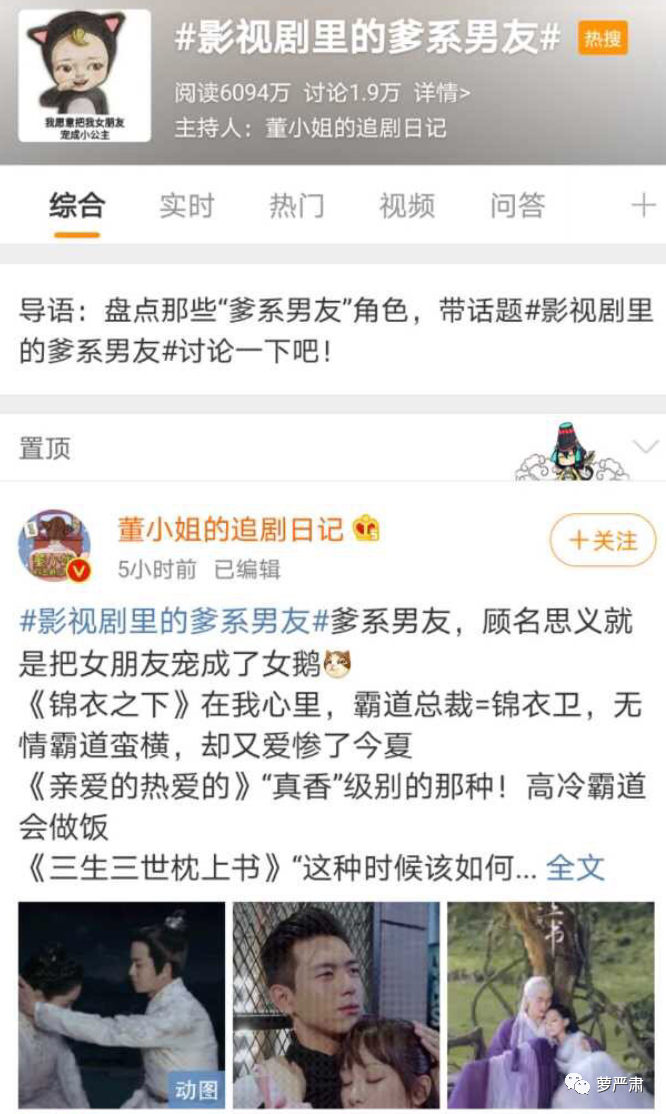 #影视剧里的爹系男友# 热搜
我愿意把我女朋友
宠成小公主
阅读6094万 讨论1.9万 详情>
主持人：董小姐的追剧日记
综合 实时 热门 视频 问答
导语：盘点那些“爹系男友”角色，带话题#影视剧里
的爹系男友#讨论一下吧！
置顶
董小姐的追剧日记
+关注
5小时前 已编辑
#影视剧里的爹系男友#爹系男友，顾名思义就
是把女朋友宠成了女鹅
《锦衣之下》在我心里，霸道总裁=锦衣卫，无
情霸道蛮横，却又爱惨了今夏
《亲爱的热爱的》“真香”级别的那种！高冷霸道
会做饭
《三生三世枕上书》“这种时候该如何... 全文
动图
上书
萝严肃